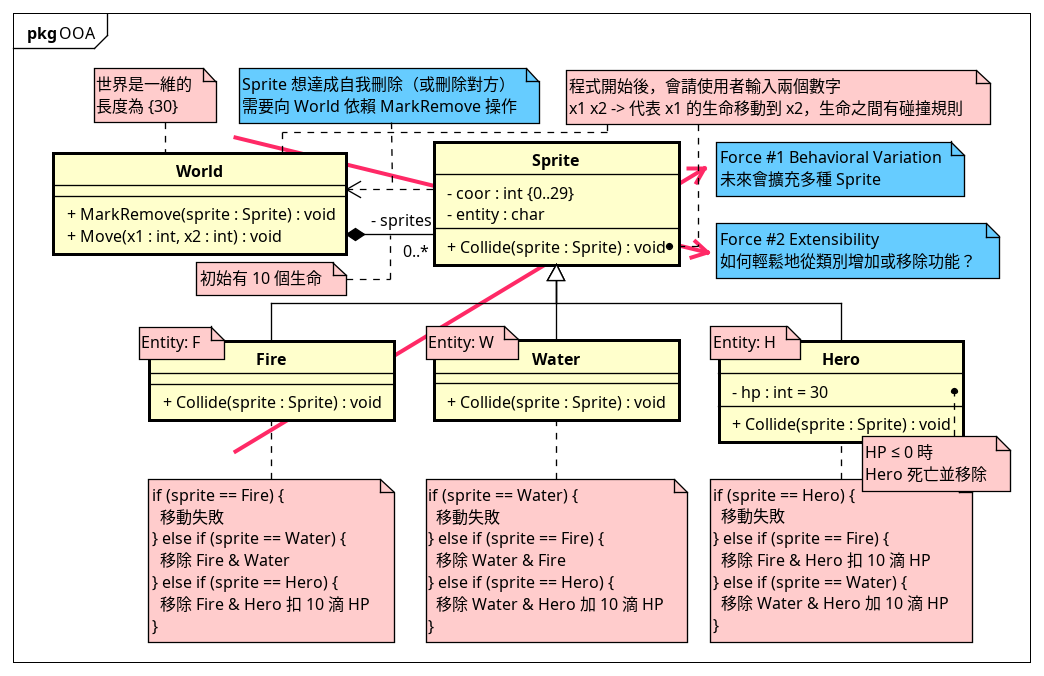 pkg OOA
世界是一維的
長度為 {30}
Sprite 想達成自我刪除（或刪除對方）
需要向 World 依賴 MarkRemove 操作
程式開始後，會請使用者輸入兩個數字
x1 x2 -> 代表 x1 的生命移動到 x2，生命之間有碰撞規則
World
+ MarkRemove(sprite : Sprite) : void
+ Move(x1 : int, x2 : int) : void
Sprite
- coor : int {0..29}
- entity : char
+ Collide(sprite : Sprite) : void
Force #1 Behavioral Variation
未來會擴充多種 Sprite
- sprites
0..*
Force #2 Extensibility
如何輕鬆地從類別增加或移除功能？
初始有 10 個生命
Entity: F
Fire
+ Collide(sprite : Sprite) : void
Entity: W
Water
+ Collide(sprite : Sprite) : void
Entity: H
Hero
- hp : int = 30
+ Collide(sprite : Sprite) : void
HP ≤ 0 時
Hero 死亡並移除
if (sprite == Fire) {
移動失敗
} else if (sprite == Water) {
移除 Fire & Water
} else if (sprite == Hero) {
移除 Fire & Hero 扣 10 滴 HP
}
if (sprite == Water) {
移動失敗
} else if (sprite == Fire) {
移除 Water & Fire
} else if (sprite == Hero) {
移除 Water & Hero 加 10 滴 HP
}
if (sprite == Hero) {
移動失敗
} else if (sprite == Fire) {
移除 Fire & Hero 扣 10 滴 HP
} else if (sprite == Water) {
移除 Water & Hero 加 10 滴 HP
}